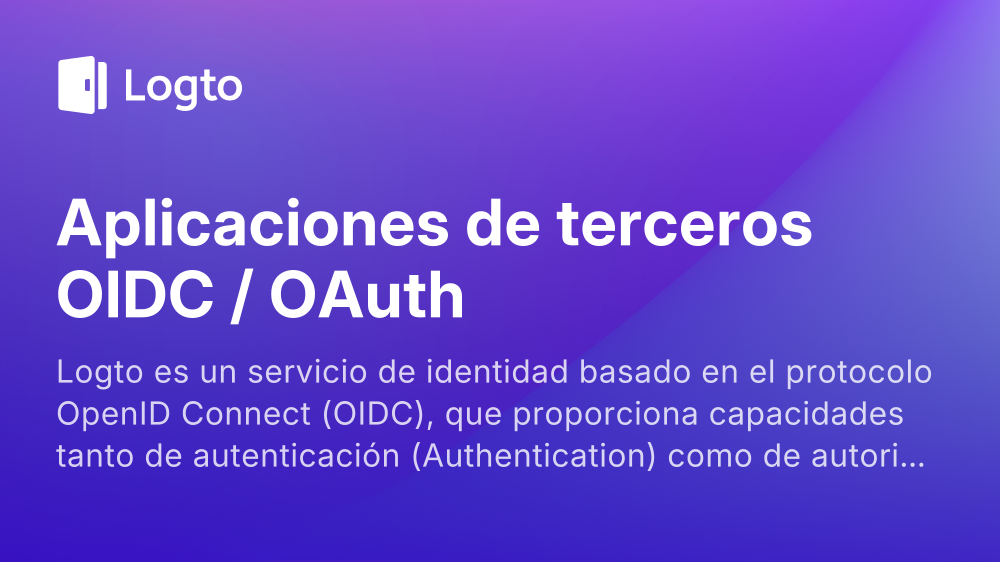 Logto
Aplicaciones de terceros
OIDC / OAuth
Logto es un servicio de identidad basado en el protocolo
OpenID Connect (OIDC), que proporciona capacidades
tanto de autenticación (Authentication) como de autori...